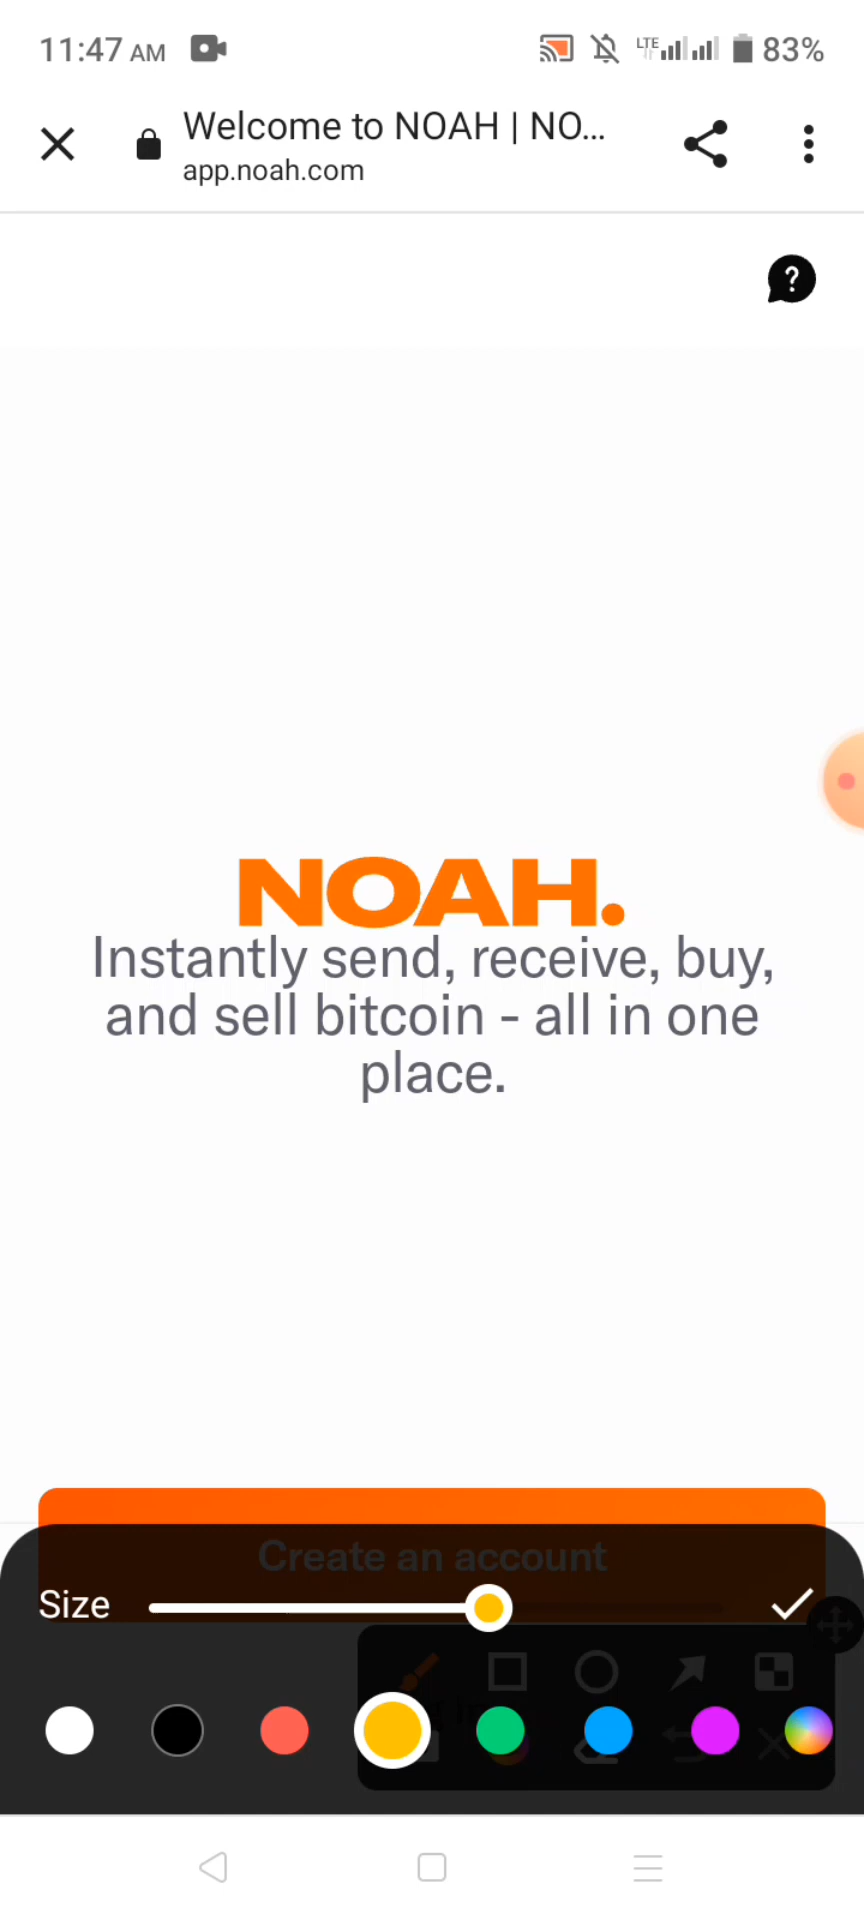 11:47 AM
LTE
83%
Welcome to NOAH | NO...
app.noah.com
?
NOAH.
Instantly send, receive, buy,
and sell bitcoin - all in one
place.
Create an account
Size